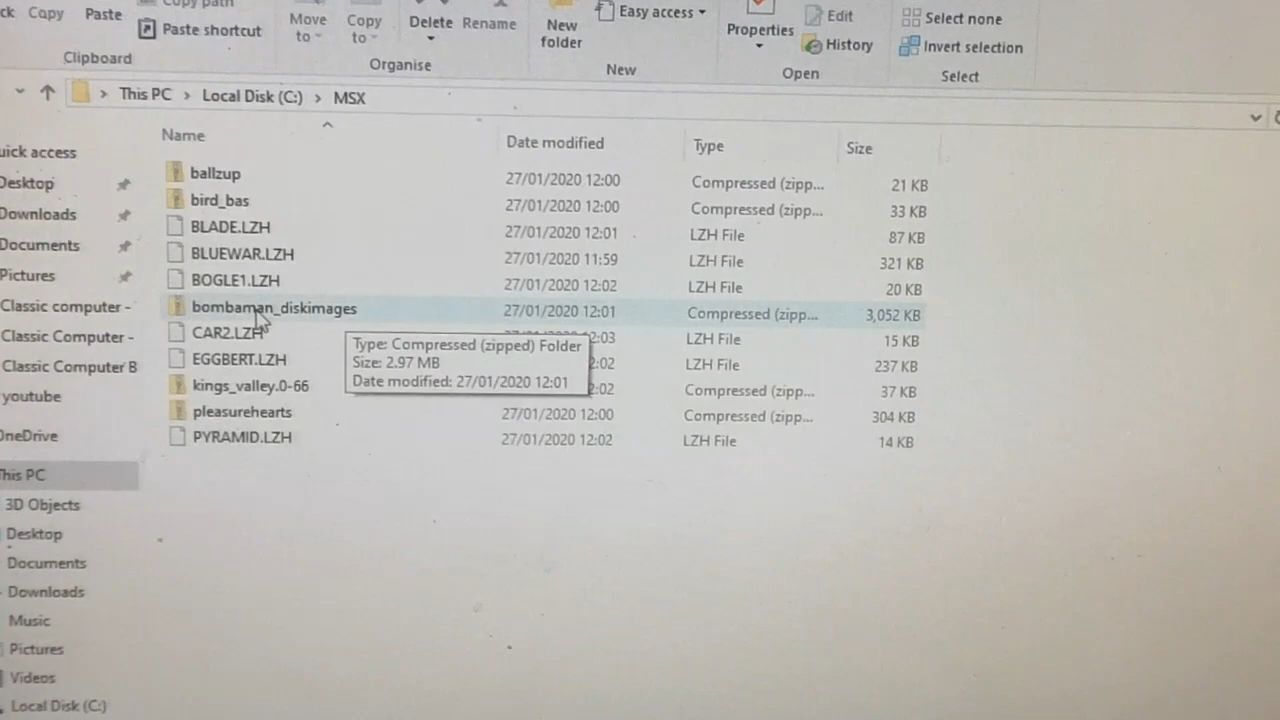 Copy
Paste
Copy path
Paste shortcut
Clipboard
Move to
Copy to
Delete
Rename
Organise
New folder
Easy access
New
Properties
Edit
History
Open
Select none
Invert selection
Select
This PC > Local Disk (C:) > MSX
Name Date modified Type Size
ballzup 27/01/2020 12:00 Compressed (zipp... 21 KB
bird_bas 27/01/2020 12:00 Compressed (zipp... 33 KB
BLADE.LZH 27/01/2020 12:01 LZH File 87 KB
BLUEWAR.LZH 27/01/2020 11:59 LZH File 321 KB
BOGLE1.LZH 27/01/2020 12:02 LZH File 20 KB
bombaman_diskimages 27/01/2020 12:01 Compressed (zipp... 3,052 KB
CAR2.LZH 2:03 LZH File 15 KB
EGGBERT.LZH 2:02 LZH File 237 KB
kings_valley.0-66 2:02 Compressed (zipp... 37 KB
pleasurehearts 27/01/2020 12:00 Compressed (zipp... 304 KB
PYRAMID.LZH 27/01/2020 12:02 LZH File 14 KB
Type: Compressed (zipped) Folder
Size: 2.97 MB
Date modified: 27/01/2020 12:01
uick access
Desktop
Downloads
Documents
Pictures
Classic computer -
Classic Computer -
Classic Computer B
youtube
OneDrive
This PC
3D Objects
Desktop
Documents
Downloads
Music
Pictures
Videos
Local Disk (C:)